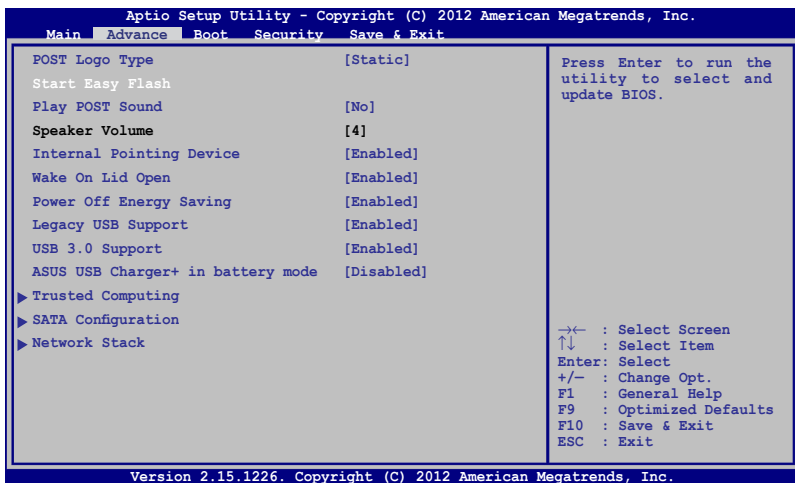 Aptio Setup Utility - Copyright (C) 2012 American Megatrends, Inc.
Main Advance Boot Security Save & Exit
POST Logo Type [Static]
Start Easy Flash
Play POST Sound [No]
Speaker Volume [4]
Internal Pointing Device [Enabled]
Wake On Lid Open [Enabled]
Power Off Energy Saving [Enabled]
Legacy USB Support [Enabled]
USB 3.0 Support [Enabled]
ASUS USB Charger+ in battery mode [Disabled]
Trusted Computing
SATA Configuration
Network Stack
Press Enter to run the
utility to select and
update BIOS.
→← : Select Screen
↑↓ : Select Item
Enter: Select
+/— : Change Opt.
F1 : General Help
F9 : Optimized Defaults
F10 : Save & Exit
ESC : Exit
Version 2.15.1226. Copyright (C) 2012 American Megatrends, Inc.